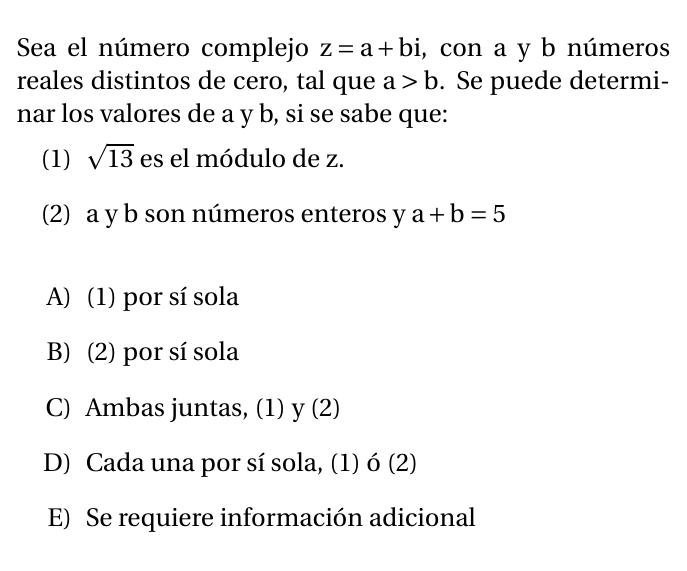 Sea el número complejo z = a + bi, con a y b números
reales distintos de cero, tal que a > b. Se puede determi-
nar los valores de a y b, si se sabe que:
(1) √13 es el módulo de z.
(2) a y b son números enteros y a + b = 5
A) (1) por sí sola
B) (2) por sí sola
C) Ambas juntas, (1) y (2)
D) Cada una por sí sola, (1) ó (2)
E) Se requiere información adicional